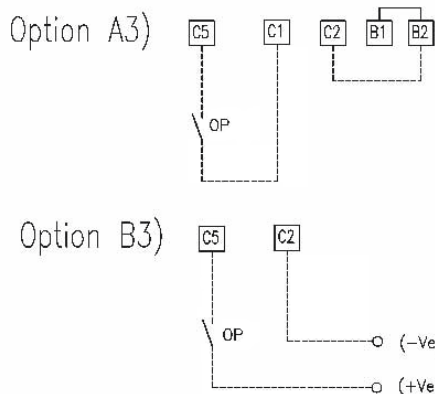 Option A3) C5 C1 C2 B1 B2
OP
Option B3) C5 C2
OP
(-Ve
(+Ve